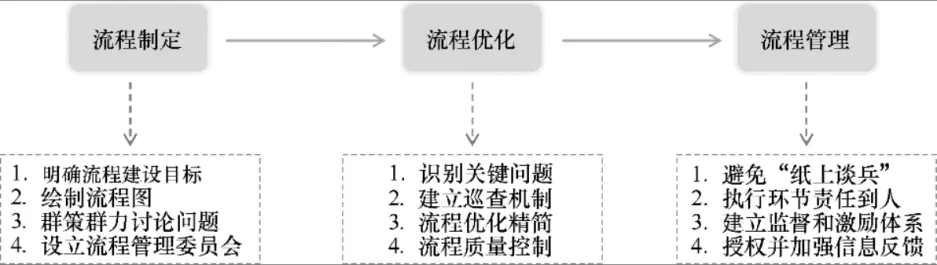 流程制定
流程优化
流程管理
1. 明确流程建设目标
2. 绘制流程图
3. 群策群力讨论问题
4. 设立流程管理委员会
1. 识别关键问题
2. 建立巡查机制
3. 流程优化精简
4. 流程质量控制
1. 避免“纸上谈兵”
2. 执行环节责任到人
3. 建立监督和激励体系
4. 授权并加强信息反馈